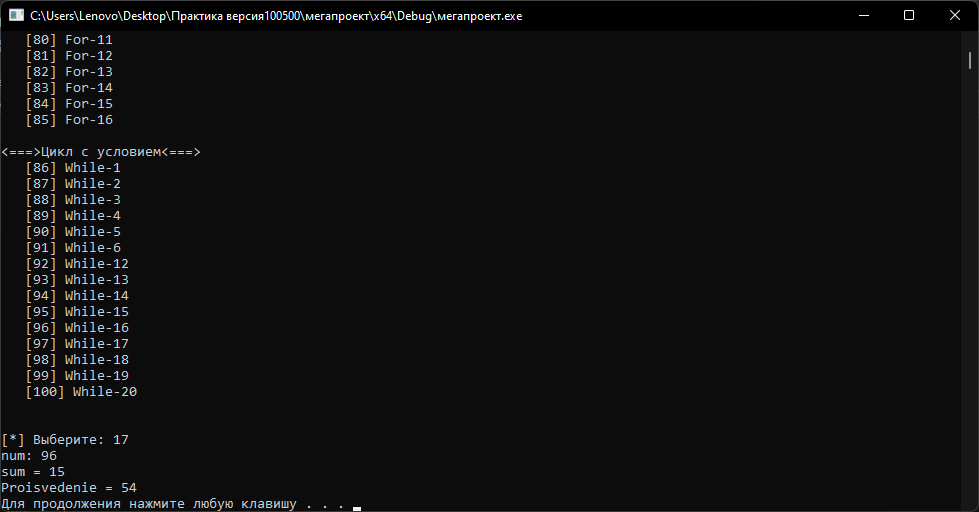 C:\Users\Lenovo\Desktop\Практика версия100500\мегапроект\x64\Debug\мегапроект.exe
[80] For-11
[81] For-12
[82] For-13
[83] For-14
[84] For-15
[85] For-16
<===>Цикл с условием<===>
[86] While-1
[87] While-2
[88] While-3
[89] While-4
[90] While-5
[91] While-6
[92] While-12
[93] While-13
[94] While-14
[95] While-15
[96] While-16
[97] While-17
[98] While-18
[99] While-19
[100] While-20
[*] Выберите: 17
num: 96
sum = 15
Proisvedenie = 54
Для продолжения нажмите любую клавишу . . .